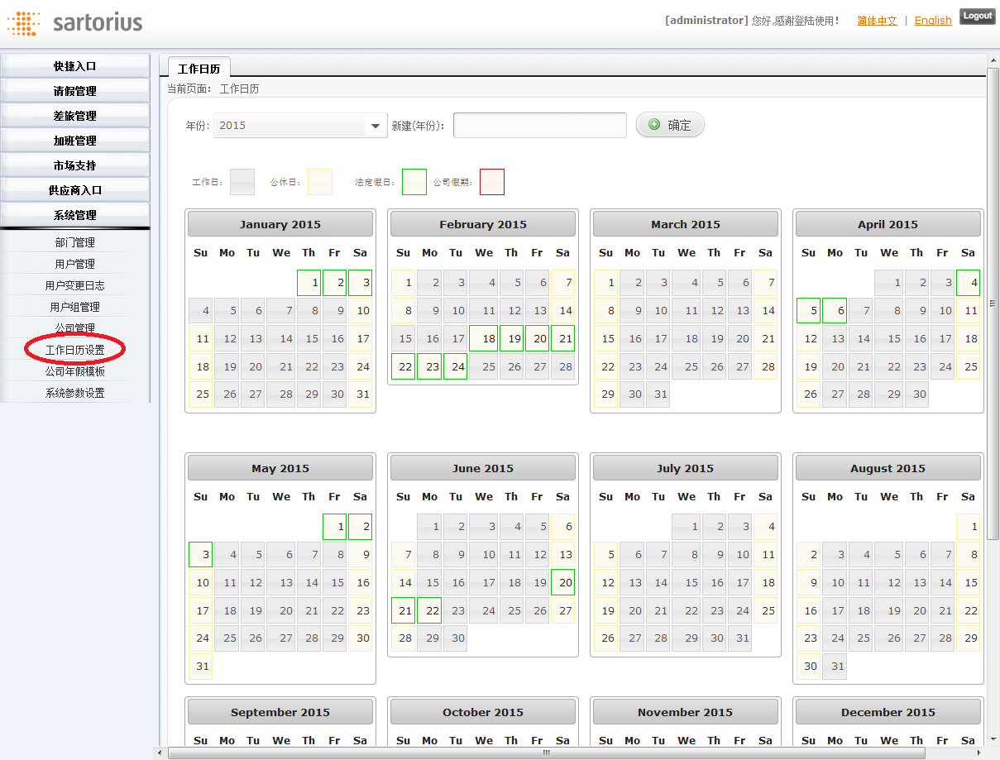 sartorius
[administrator] 您好,感谢登陆使用! 简体中文 | English Logout
快捷入口
请假管理
差旅管理
加班管理
市场支持
供应商入口
系统管理
部门管理
用户管理
用户变更日志
用户组管理
公司管理
工作日历设置
公司年假模板
系统参数设置
工作日历
当前页面: 工作日历
年份: 2015 新建(年份): 确定
工作日: 公休日: 法定假日: 公司假期:
January 2015
Su Mo Tu We Th Fr Sa
1 2 3
4 5 6 7 8 9 10
11 12 13 14 15 16 17
18 19 20 21 22 23 24
25 26 27 28 29 30 31
February 2015
Su Mo Tu We Th Fr Sa
1 2 3 4 5 6 7
8 9 10 11 12 13 14
15 16 17 18 19 20 21
22 23 24 25 26 27 28
March 2015
Su Mo Tu We Th Fr Sa
1 2 3 4 5 6 7
8 9 10 11 12 13 14
15 16 17 18 19 20 21
22 23 24 25 26 27 28
29 30 31
April 2015
Su Mo Tu We Th Fr Sa
1 2 3 4
5 6 7 8 9 10 11
12 13 14 15 16 17 18
19 20 21 22 23 24 25
26 27 28 29 30
May 2015
Su Mo Tu We Th Fr Sa
1 2
3 4 5 6 7 8 9
10 11 12 13 14 15 16
17 18 19 20 21 22 23
24 25 26 27 28 29 30
31
June 2015
Su Mo Tu We Th Fr Sa
1 2 3 4 5 6
7 8 9 10 11 12 13
14 15 16 17 18 19 20
21 22 23 24 25 26 27
28 29 30
July 2015
Su Mo Tu We Th Fr Sa
1 2 3 4
5 6 7 8 9 10 11
12 13 14 15 16 17 18
19 20 21 22 23 24 25
26 27 28 29 30 31
August 2015
Su Mo Tu We Th Fr Sa
1
2 3 4 5 6 7 8
9 10 11 12 13 14 15
16 17 18 19 20 21 22
23 24 25 26 27 28 29
30 31
September 2015
Su Mo Tu We Th Fr Sa
October 2015
Su Mo Tu We Th Fr Sa
November 2015
Su Mo Tu We Th Fr Sa
December 2015
Su Mo Tu We Th Fr Sa